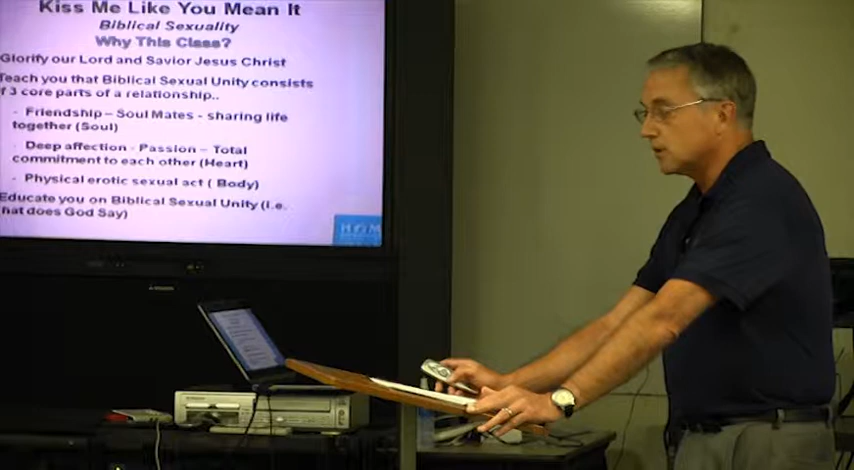 Kiss Me Like You Mean It
Biblical Sexuality
Why This Class?
Glorify our Lord and Savior Jesus Christ
Teach you that Biblical Sexual Unity consists
f 3 core parts of a relationship..
- Friendship – Soul Mates - sharing life
together (Soul)
- Deep affection - Passion – Total
commitment to each other (Heart)
- Physical erotic sexual act ( Body)
Educate you on Biblical Sexual Unity (i.e.
hat does God Say)